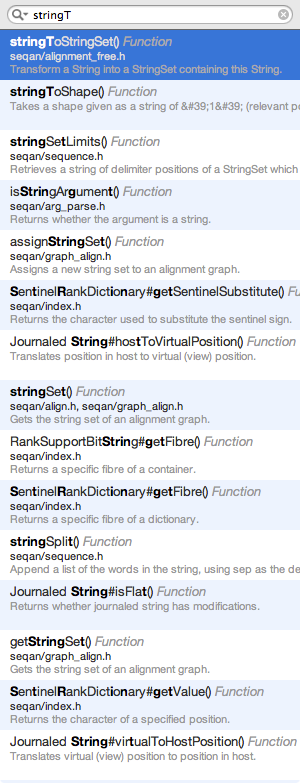 stringT
stringToStringSet() Function
seqan/alignment_free.h
Transform a String into a StringSet containing this String.
stringToShape() Function
Takes a shape given as a string of &#39;1&#39; (relevant po
stringSetLimits() Function
seqan/sequence.h
Retrieves a string of delimiter positions of a StringSet which
isStringArgument() Function
seqan/arg_parse.h
Returns whether the argument is a string.
assignStringSet() Function
seqan/graph_align.h
Assigns a new string set to an alignment graph.
SentinelRankDictionary#getSentinelSubstitute() Fu
seqan/index.h
Returns the character used to substitute the sentinel sign.
Journaled String#hostToVirtualPosition() Function
Translates position in host to virtual (view) position.
stringSet() Function
seqan/align.h, seqan/graph_align.h
Gets the string set of an alignment graph.
RankSupportBitString#getFibre() Function
seqan/index.h
Returns a specific fibre of a container.
SentinelRankDictionary#getFibre() Function
seqan/index.h
Returns a specific fibre of a dictionary.
stringSplit() Function
seqan/sequence.h
Append a list of the words in the string, using sep as the de
Journaled String#isFlat() Function
Returns whether journaled string has modifications.
getStringSet() Function
seqan/graph_align.h
Gets the string set of an alignment graph.
SentinelRankDictionary#getValue() Function
seqan/index.h
Returns the character of a specified position.
Journaled String#virtualToHostPosition() Function
Translates virtual (view) position to position in host.